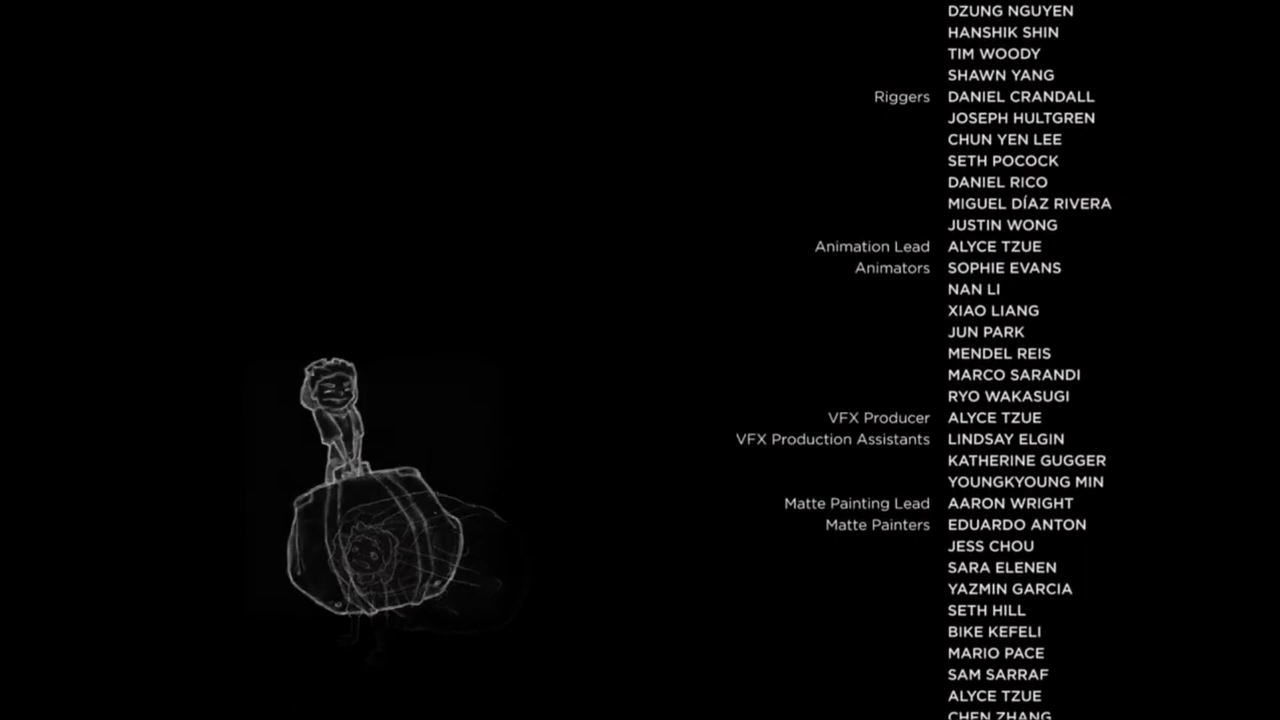 DZUNG NGUYEN
HANSHIK SHIN
TIM WOODY
SHAWN YANG
Riggers DANIEL CRANDALL
JOSEPH HULTGREN
CHUN YEN LEE
SETH POCOCK
DANIEL RICO
MIGUEL DÍAZ RIVERA
JUSTIN WONG
Animation Lead ALYCE TZUE
Animators SOPHIE EVANS
NAN LI
XIAO LIANG
JUN PARK
MENDEL REIS
MARCO SARANDI
RYO WAKASUGI
VFX Producer ALYCE TZUE
VFX Production Assistants LINDSAY ELGIN
KATHERINE GUGGER
YOUNGKYOUNG MIN
Matte Painting Lead AARON WRIGHT
Matte Painters EDUARDO ANTON
JESS CHOU
SARA ELENEN
YAZMIN GARCIA
SETH HILL
BIKE KEFELI
MARIO PACE
SAM SARRAF
ALYCE TZUE
CHEN ZHANG